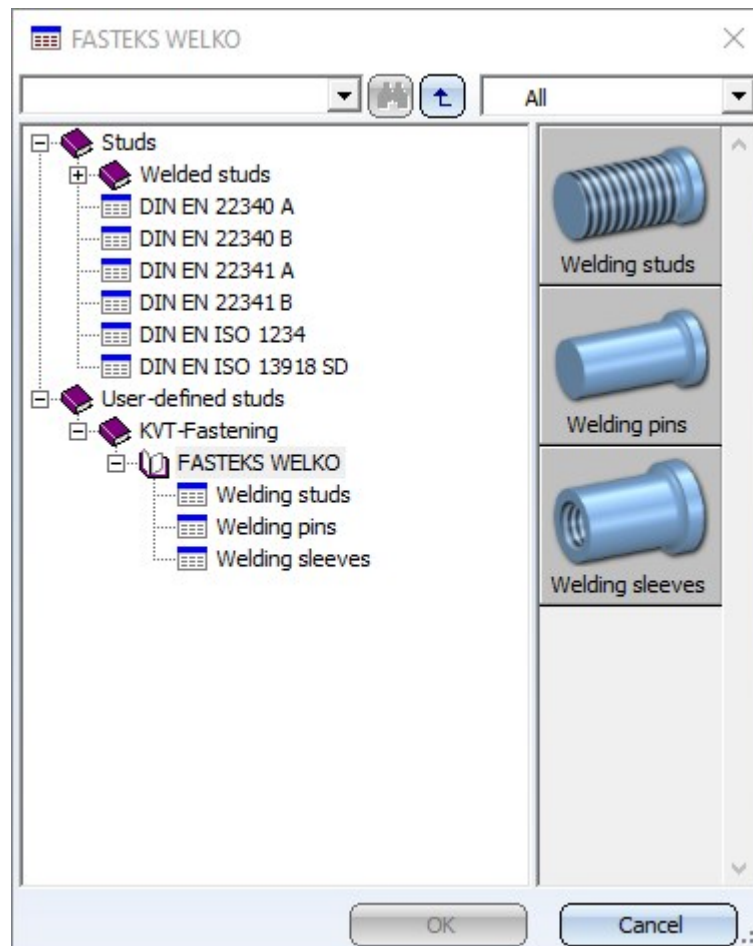 FASTEKS WELKO
All
Studs
Welded studs
DIN EN 22340 A
DIN EN 22340 B
DIN EN 22341 A
DIN EN 22341 B
DIN EN ISO 1234
DIN EN ISO 13918 SD
User-defined studs
KVT-Fastening
FASTEKS WELKO
Welding studs
Welding pins
Welding sleeves
Welding studs
Welding pins
Welding sleeves
OK
Cancel